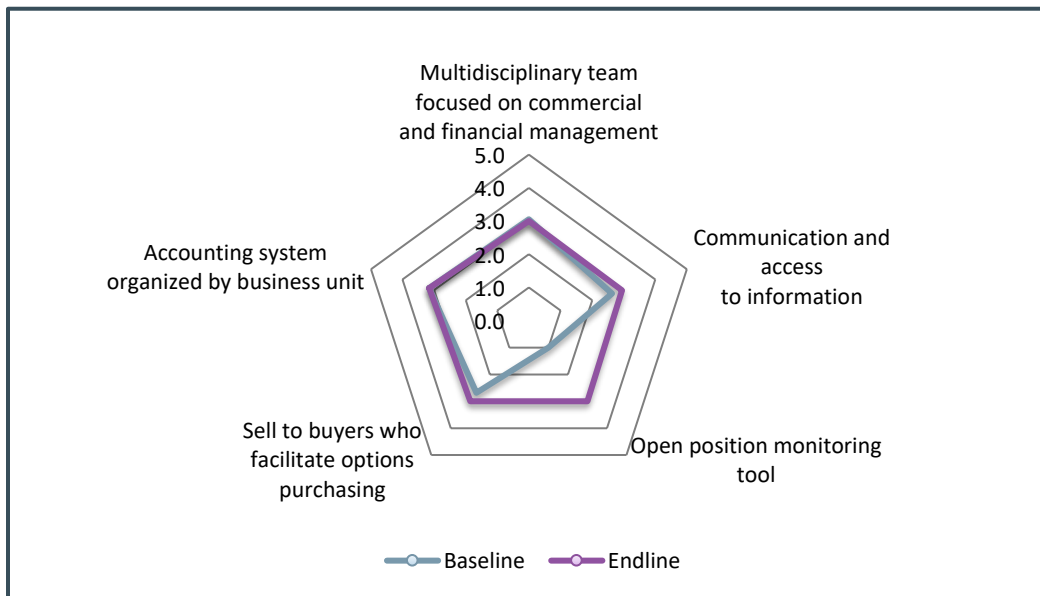 Multidisciplinary team
focused on commercial
and financial management
5.0
4.0
3.0
2.0
1.0
0.0
Communication and
access
to information
Open position monitoring
tool
Sell to buyers who
facilitate options
purchasing
Accounting system
organized by business unit
Baseline
Endline